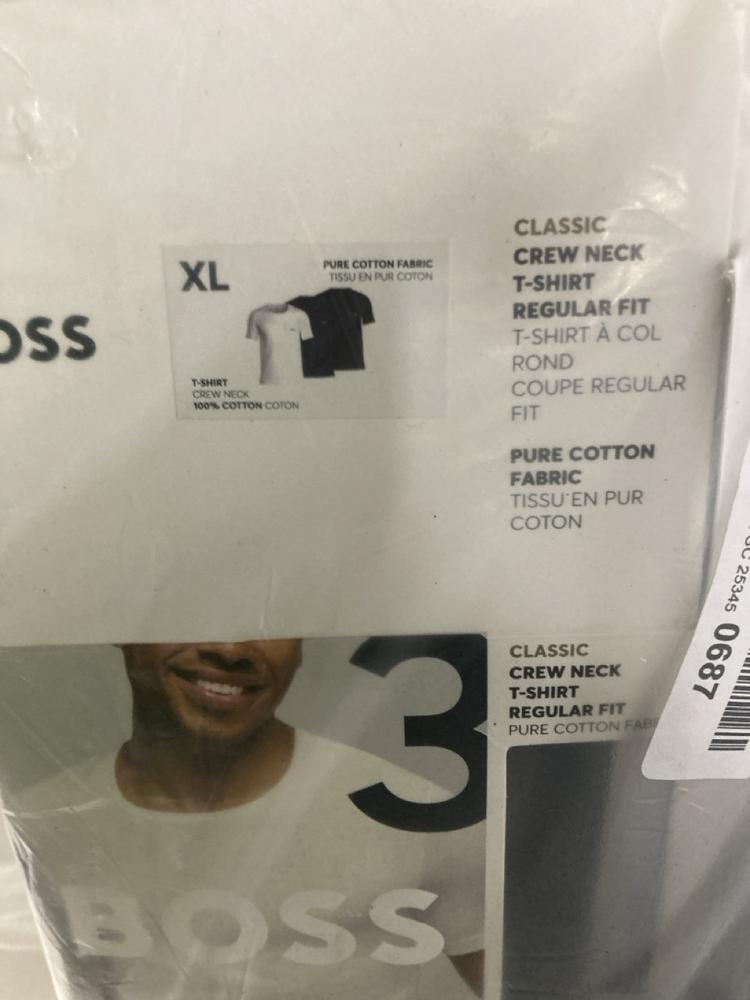 OSS
XL
PURE COTTON FABRIC
TISSU EN PUR COTON
T-SHIRT
CREW NECK
100% COTTON COTON
CLASSIC
CREW NECK
T-SHIRT
REGULAR FIT
T-SHIRT À COL
ROND
COUPE REGULAR
FIT
PURE COTTON
FABRIC
TISSU EN PUR
COTON
25345 0687
3
CLASSIC
CREW NECK
T-SHIRT
REGULAR FIT
PURE COTTON
BOSS